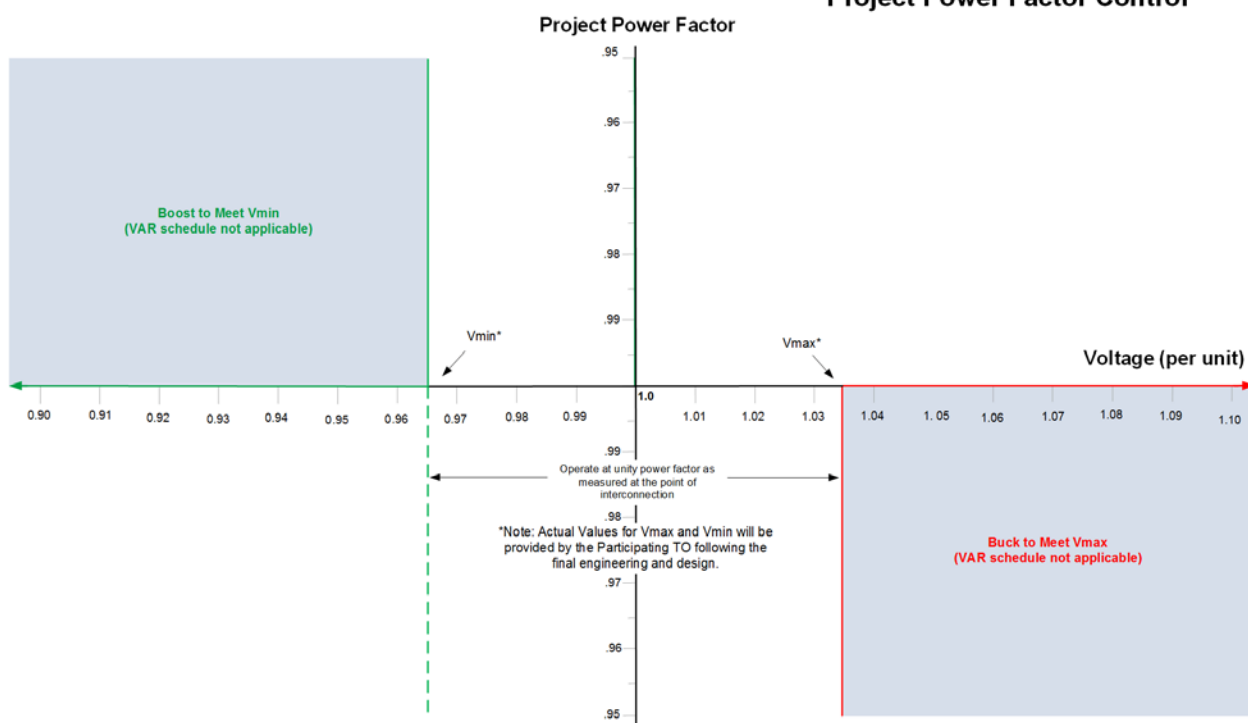 Project Power Factor Control
Project Power Factor
.95
.96
.97
.98
.99
Boost to Meet Vmin
(VAR schedule not applicable)
Vmin*
Vmax*
Voltage (per unit)
0.90
0.91
0.92
0.93
0.94
0.95
0.96
0.97
0.98
0.99
1.0
1.01
1.02
1.03
1.04
1.05
1.06
1.07
1.08
1.09
1.10
.99
Operate at unity power factor as
measured at the point of
interconnection
.98
*Note: Actual Values for Vmax and Vmin will be
provided by the Participating TO following the
final engineering and design.
Buck to Meet Vmax
(VAR schedule not applicable)
.97
.96
.95